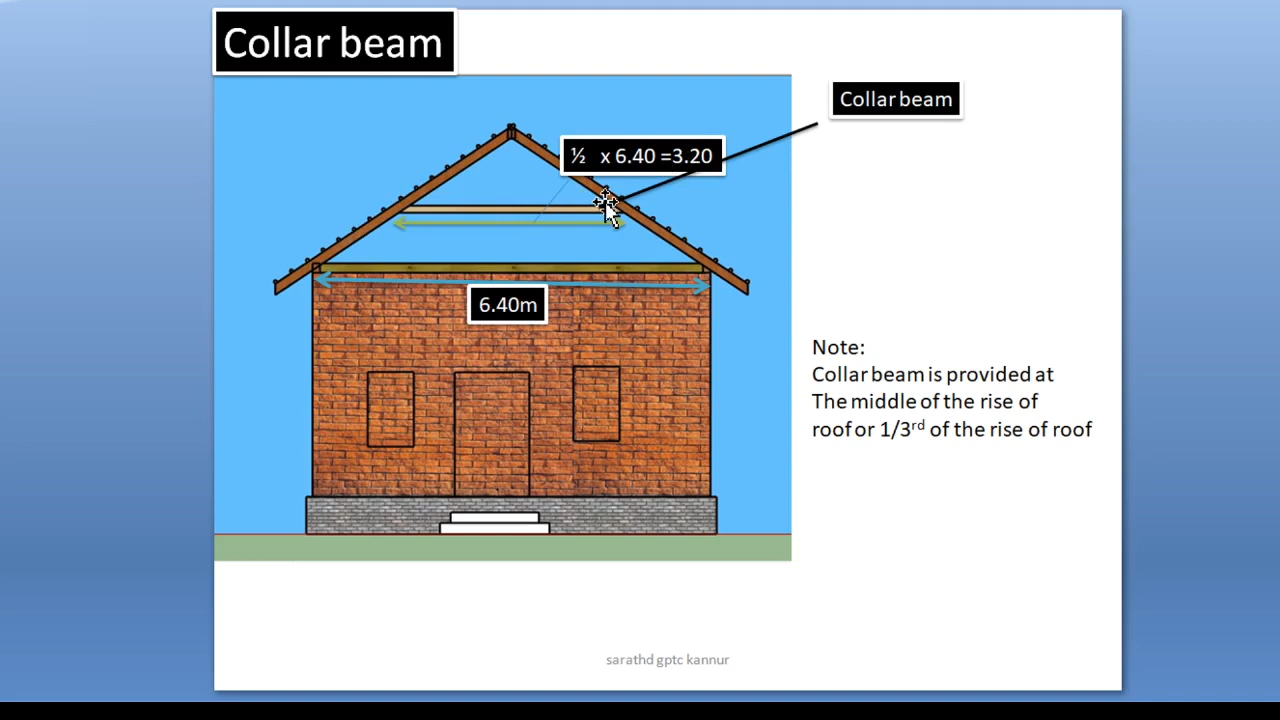 Collar beam
Collar beam
½ x 6.40 =3.20
6.40m
Note:
Collar beam is provided at
The middle of the rise of
roof or 1/3rd of the rise of roof
sarathd gptc kannur